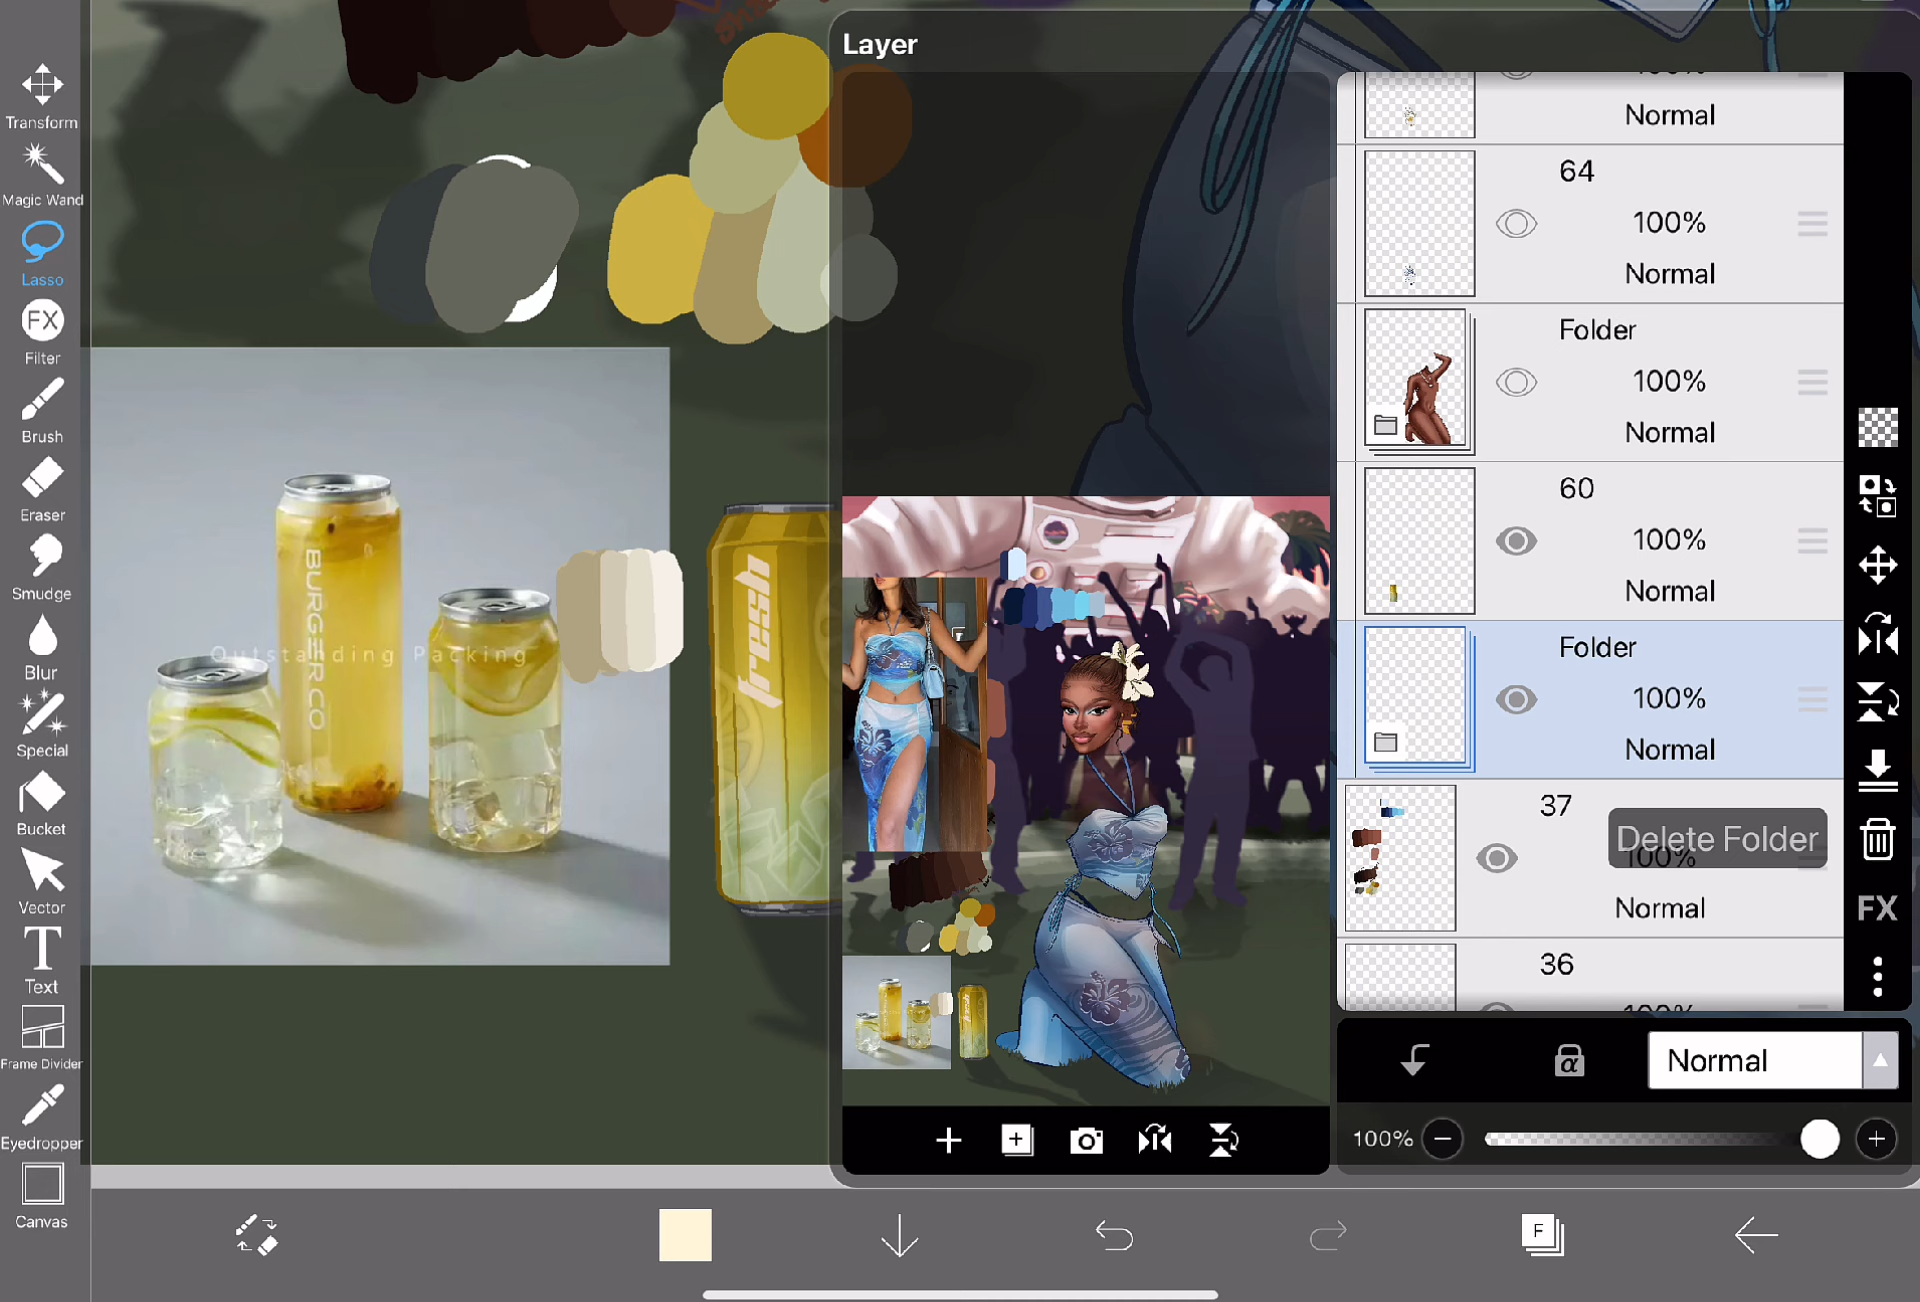 Layer
Transform
Magic Wand
Lasso
FX
Filter
Brush
Eraser
Smudge
Blur
Special
Bucket
Vector
T
Text
Frame Divider
Eyedropper
Canvas
BURGER CO
Outstanding Packing
fresh
Normal
64
100%
Normal
Folder
100%
Normal
60
100%
Normal
Folder
100%
Normal
37
Delete Folder
100%
Normal
36
FX
α
Normal
100%
F